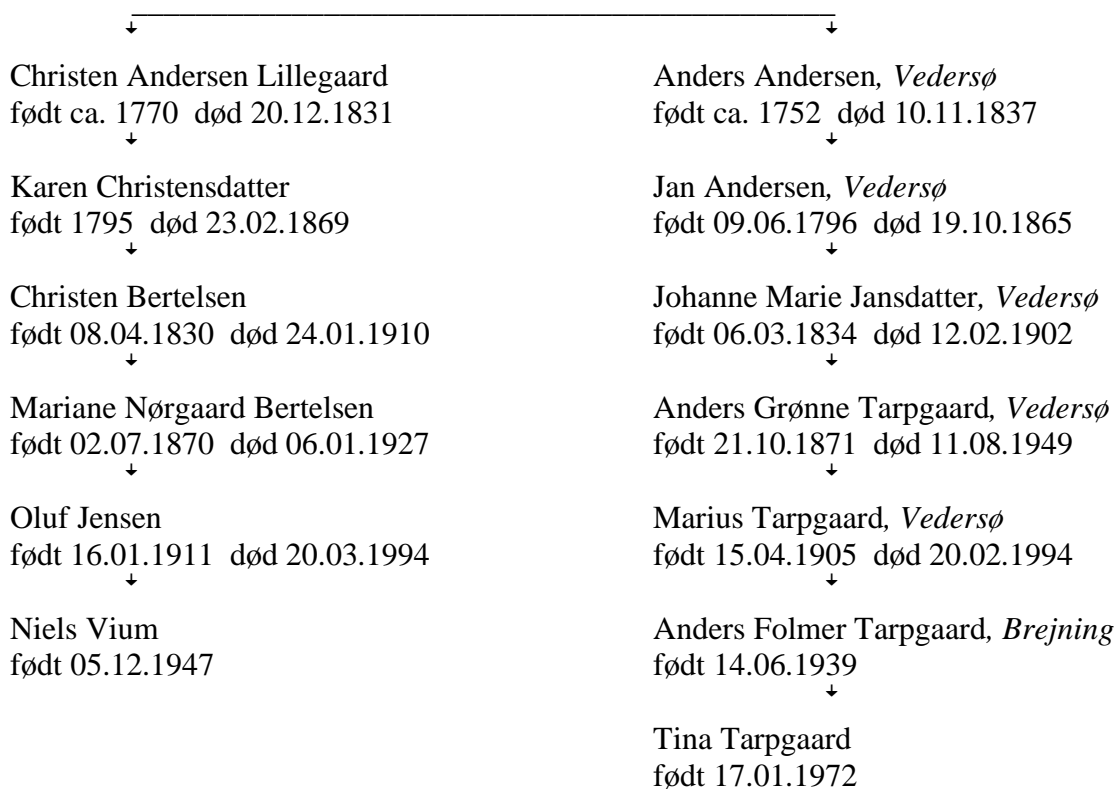 Christen Andersen Lillegaard
født ca. 1770 død 20.12.1831
Karen Christensdatter
født 1795 død 23.02.1869
Christen Bertelsen
født 08.04.1830 død 24.01.1910
Mariane Nørgaard Bertelsen
født 02.07.1870 død 06.01.1927
Oluf Jensen
født 16.01.1911 død 20.03.1994
Niels Vium
født 05.12.1947
Anders Andersen, Vedersø
født ca. 1752 død 10.11.1837
Jan Andersen, Vedersø
født 09.06.1796 død 19.10.1865
Johanne Marie Jansdatter, Vedersø
født 06.03.1834 død 12.02.1902
Anders Grønne Tarpgaard, Vedersø
født 21.10.1871 død 11.08.1949
Marius Tarpgaard, Vedersø
født 15.04.1905 død 20.02.1994
Anders Folmer Tarpgaard, Brejning
født 14.06.1939
Tina Tarpgaard
født 17.01.1972